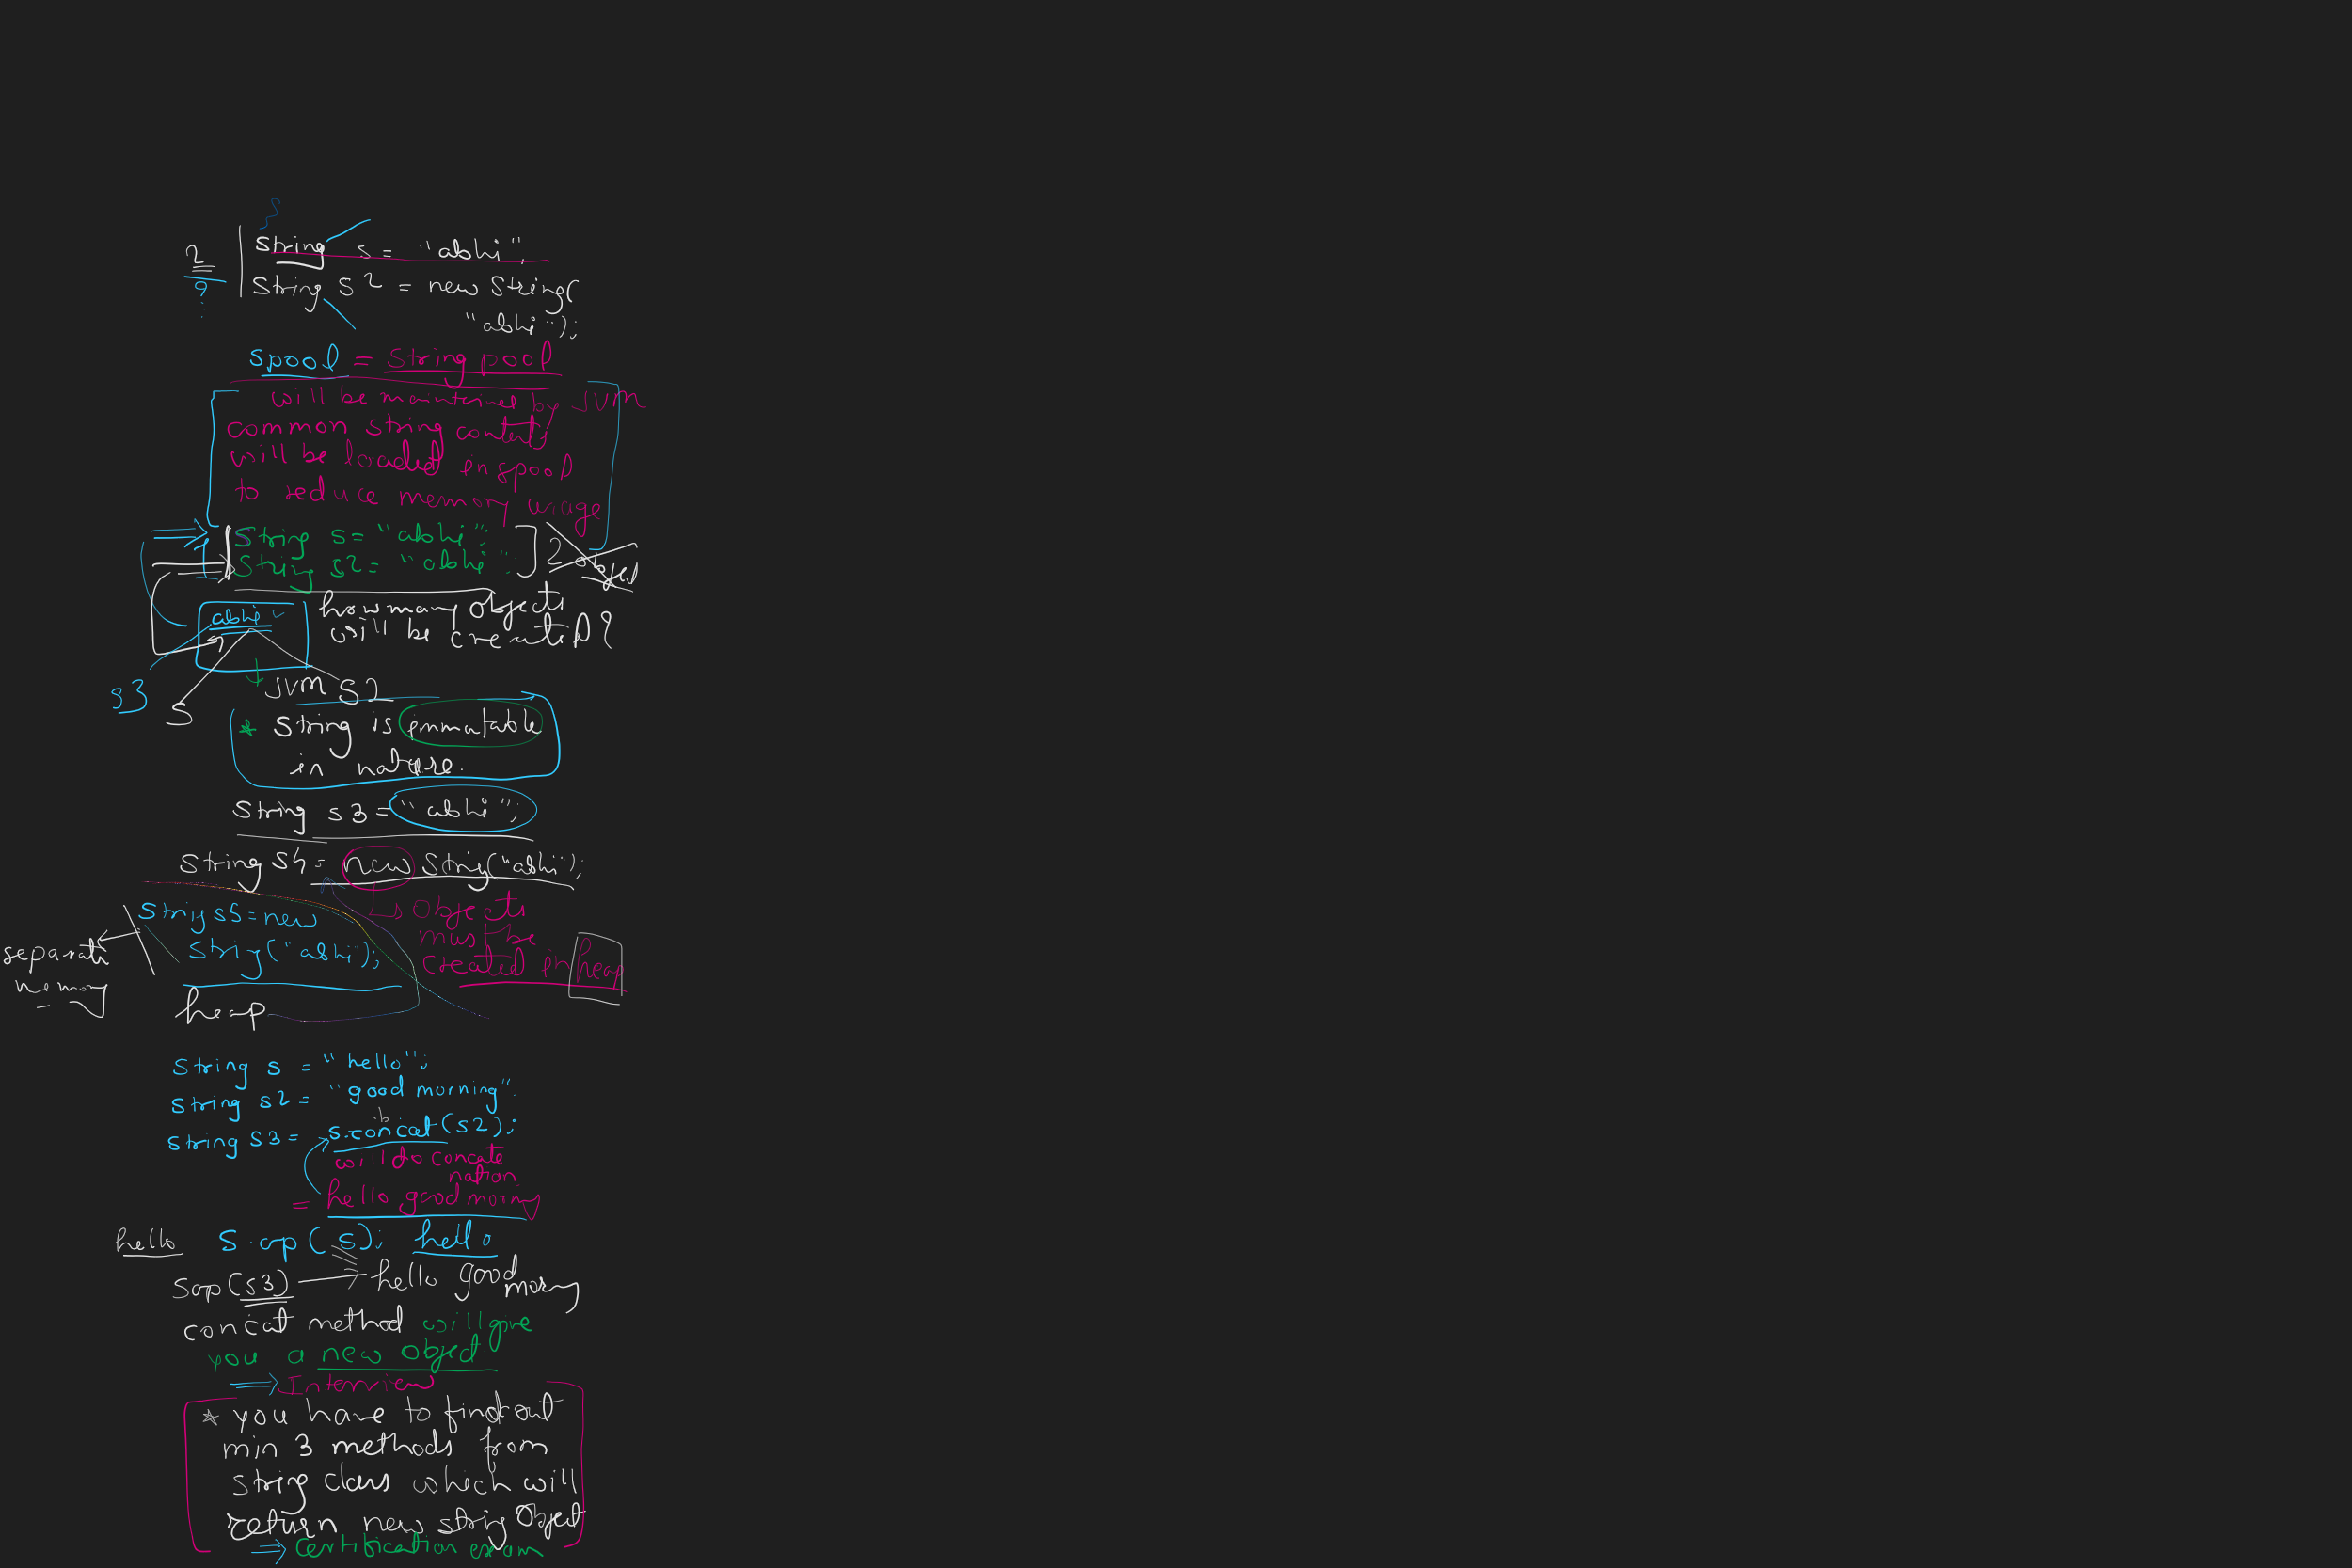 2 String s = "abhi";
? String s2 = new String(
"abhi");
spool = String pool
will be maintained by JVM
common string contents
will be loaded in spool
to reduce memory usage
1 String s = "abhi";
String s2 = "abhi"; 2 object
abhi how many objects
will be created?
JVM s2
s3 s
* String is immutable
in nature.
String s3 = "abhi";
String s4 = new String("abhi");
String s5 = new
String("abhi");
separate
memory
objects
must be
created in heap
heap
String s = "hello";
String s2 = "good morning";
String s3 = s.concat(s2);
will do concate
nation
= hello good morning
hello S.op(s); hello
Sop(s3) → hello good morning
concat method will give
you a new object
⇒ Interview
* you have to find out
min 3 methods from
string class which will
return new string object
⇒ certification exam